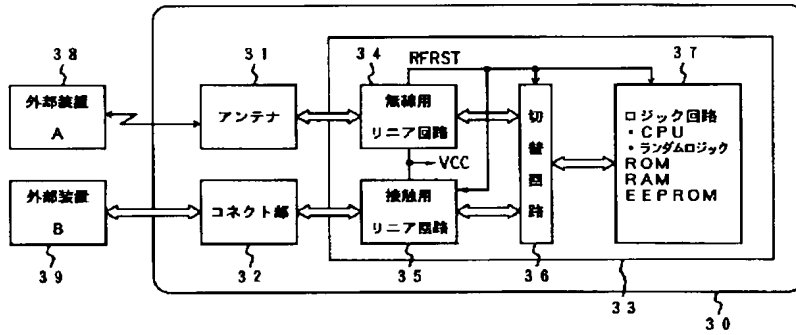 38
外部装置
A
31
アンテナ
34
無線用
リニア回路
RFRST
37
ロジック回路
・CPU
・ランダムロジック
ROM
RAM
EEPROM
切替回路
VCC
外部装置
B
39
コネクト部
32
接触用
リニア回路
35
36
33
30